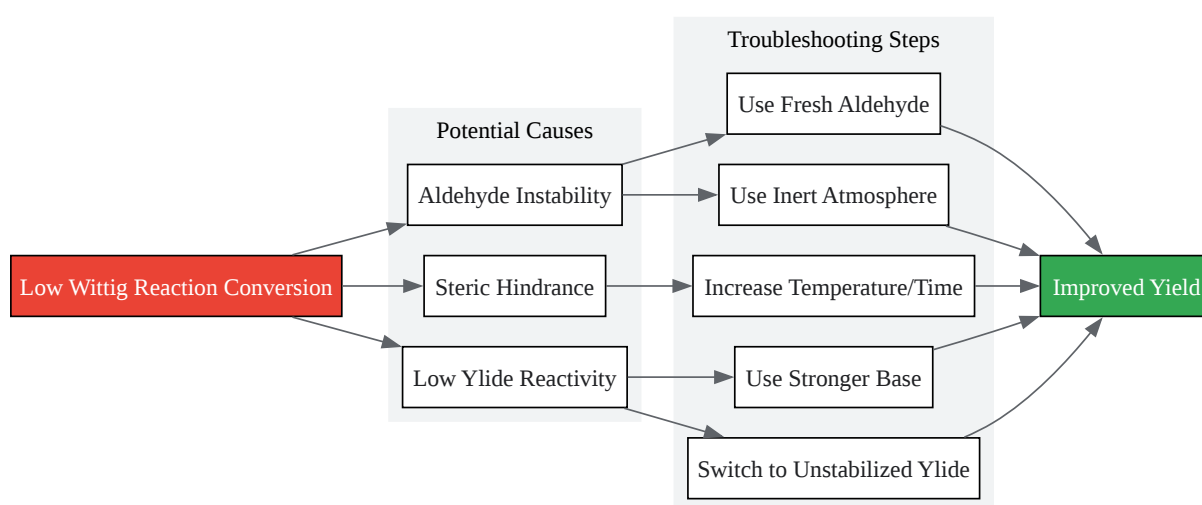 Low Wittig Reaction Conversion
Potential Causes
Aldehyde Instability
Steric Hindrance
Low Ylide Reactivity
Troubleshooting Steps
Use Fresh Aldehyde
Use Inert Atmosphere
Increase Temperature/Time
Use Stronger Base
Switch to Unstabilized Ylide
Improved Yield